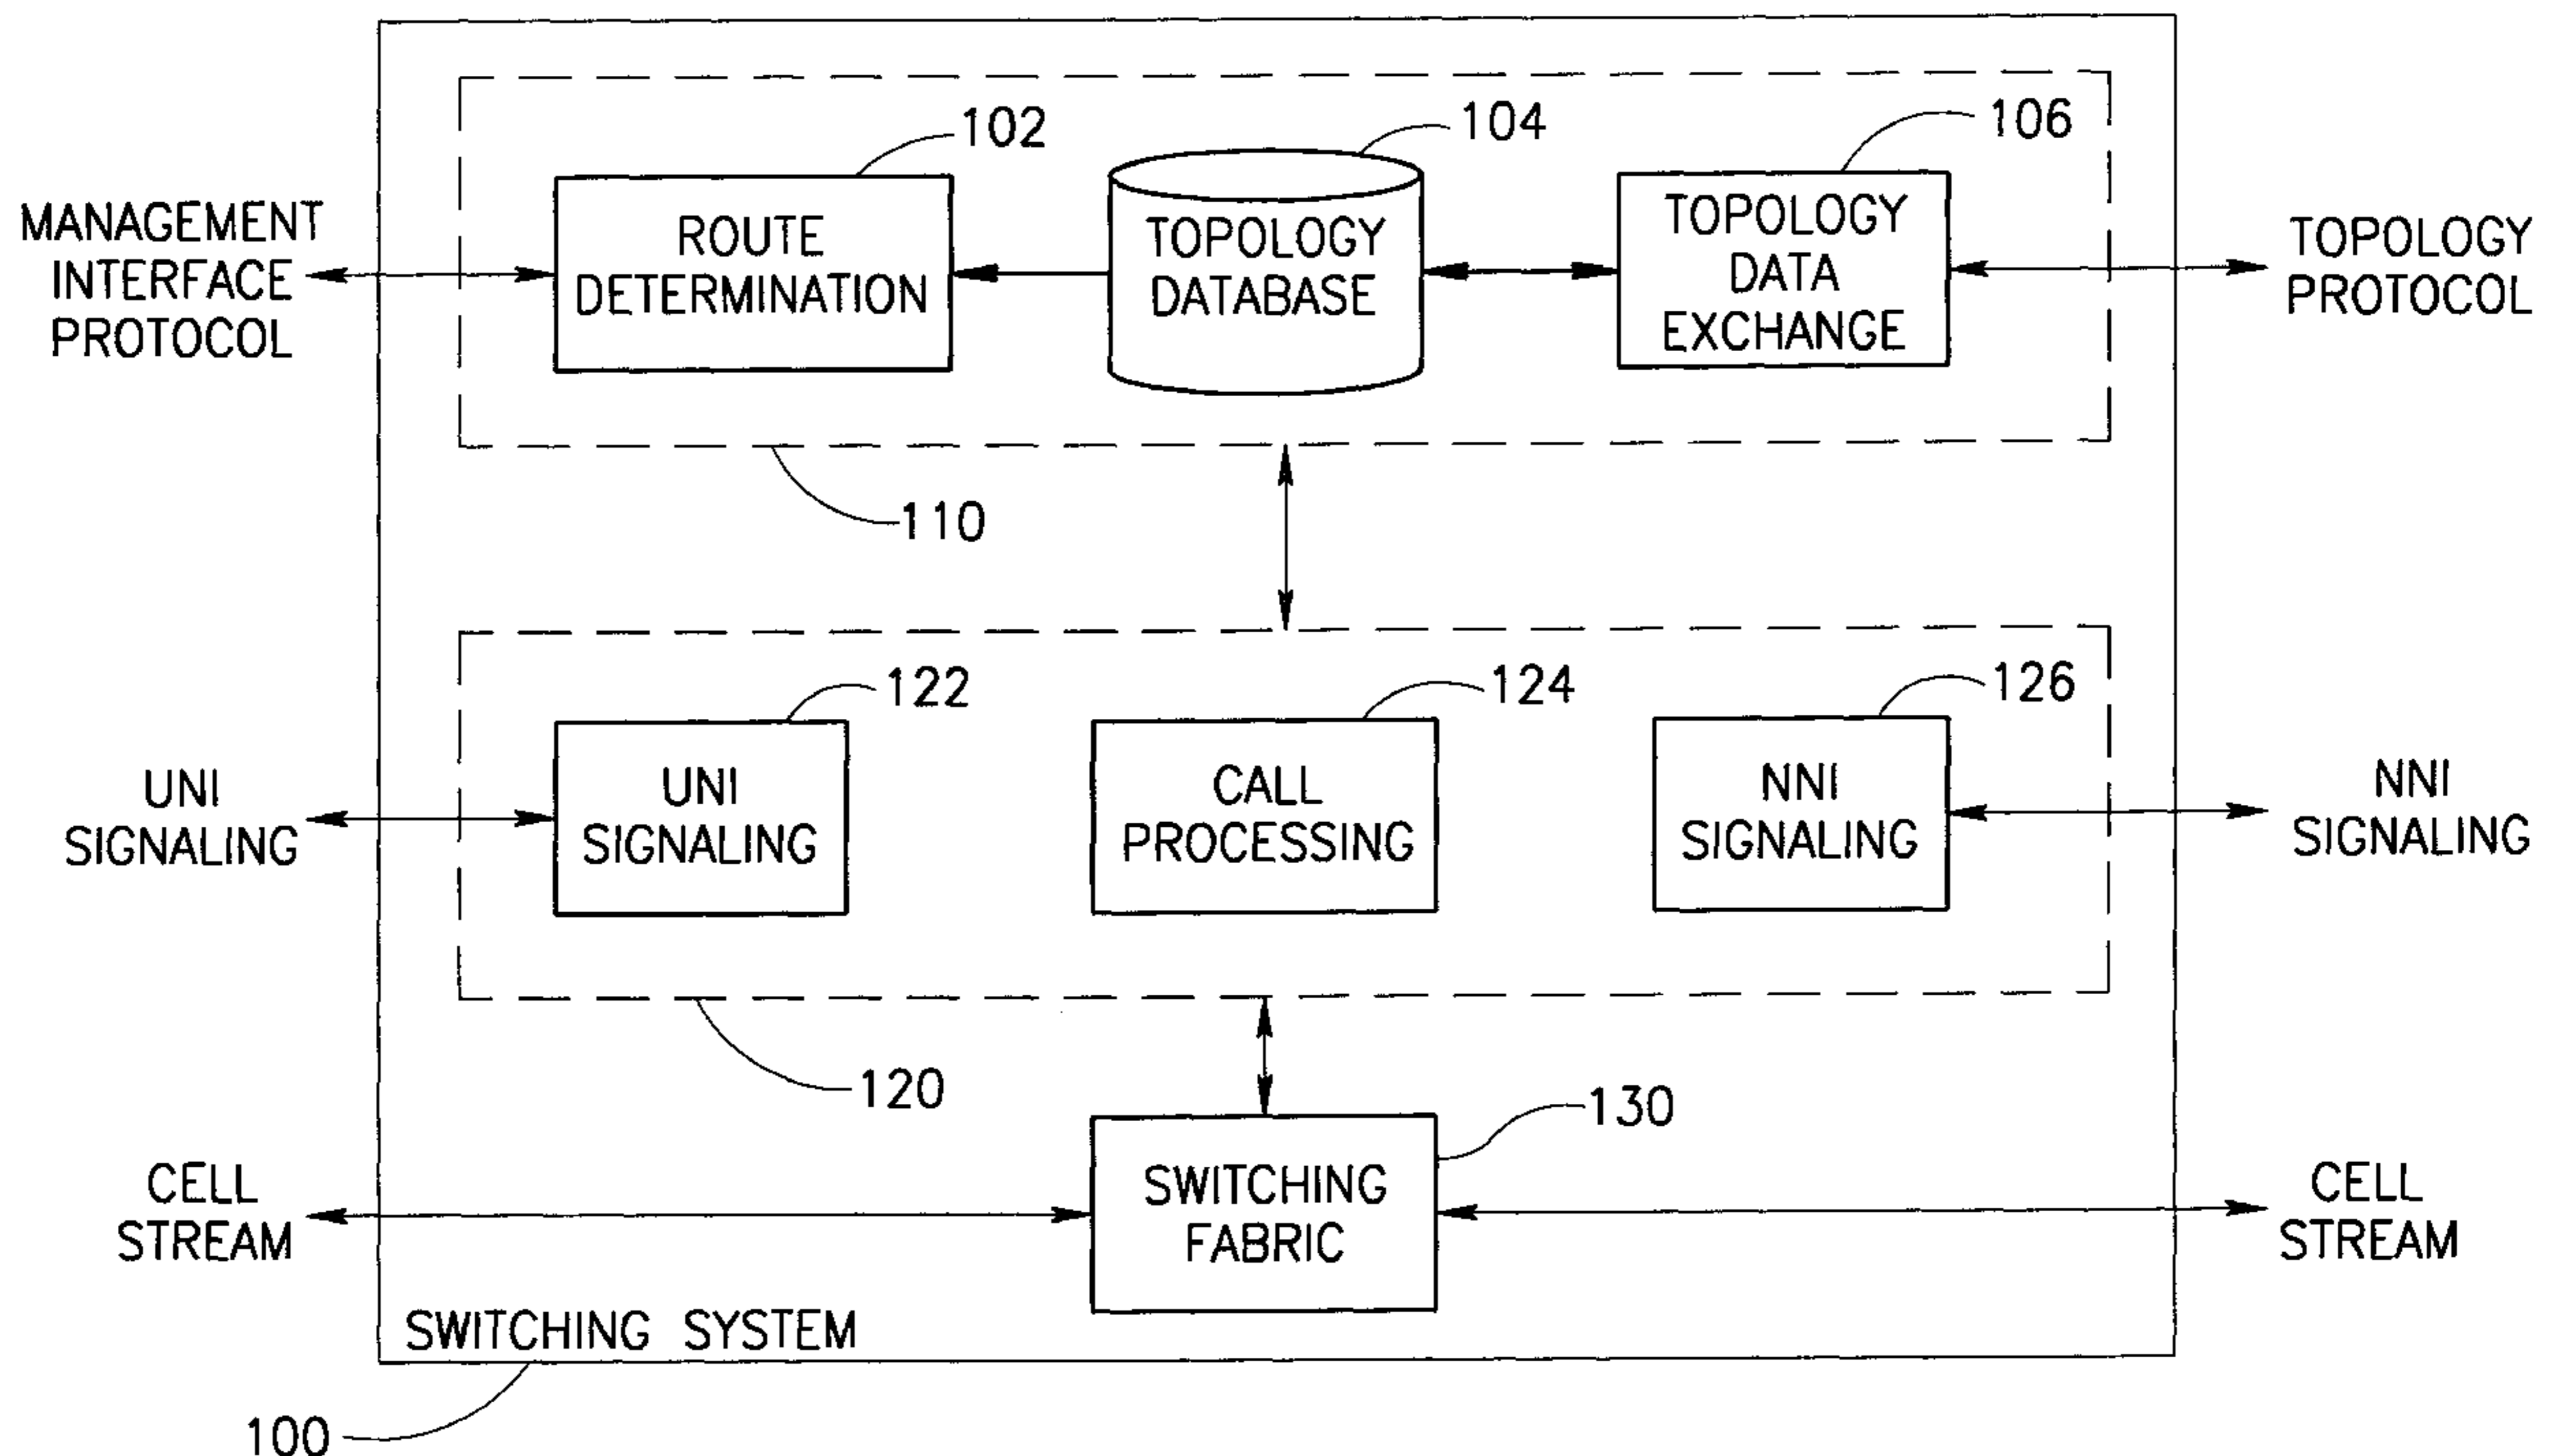 102
104
106
MANAGEMENT
INTERFACE
PROTOCOL
ROUTE
DETERMINATION
TOPOLOGY
DATABASE
TOPOLOGY
DATA
EXCHANGE
TOPOLOGY
PROTOCOL
110
122
124
126
UNI
SIGNALING
UNI
SIGNALING
CALL
PROCESSING
NNI
SIGNALING
NNI
SIGNALING
120
130
CELL
STREAM
SWITCHING
FABRIC
CELL
STREAM
SWITCHING SYSTEM
100